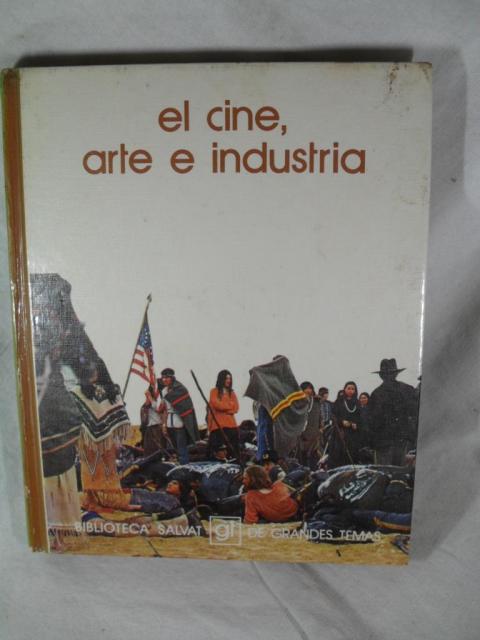 el cine,
arte e industria
BIBLIOTECA SALVAT gt DE GRANDES TEMAS